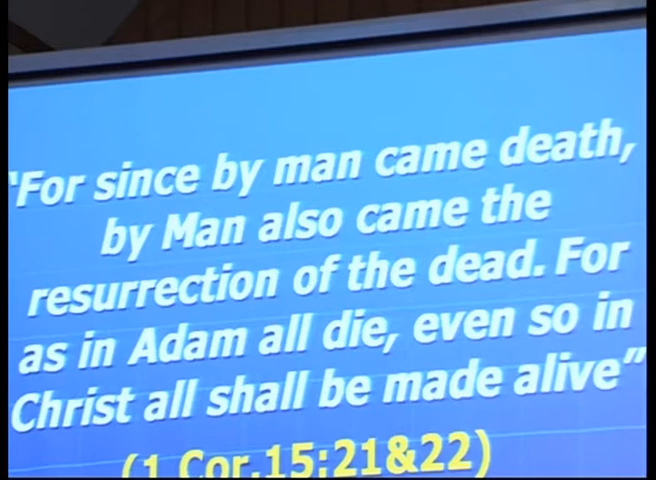 "For since by man came death,
by Man also came the
resurrection of the dead. For
as in Adam all die, even so in
Christ all shall be made alive"
(1 Cor.15:21&22)